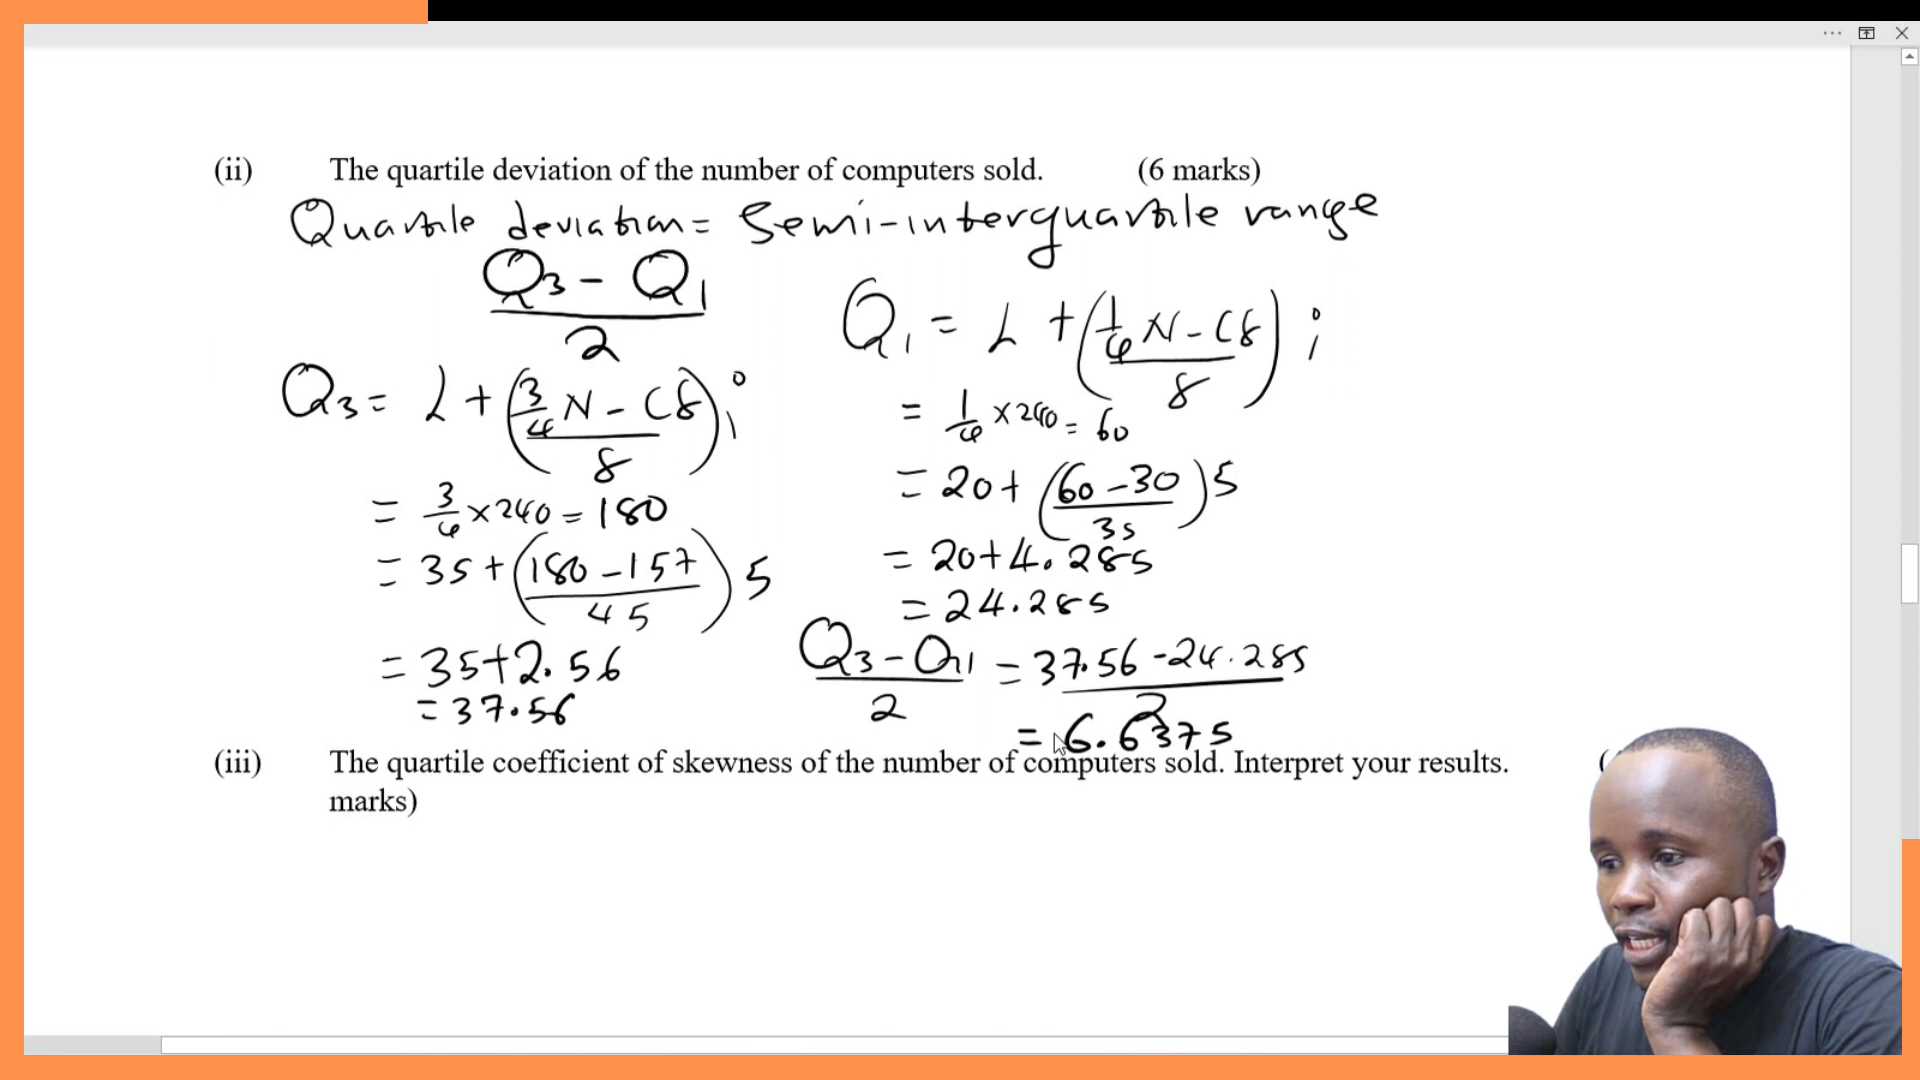 (ii) The quartile deviation of the number of computers sold. (6 marks)
Quartile deviation = Semi-interquartile range
Q3 - Q1
2
Q3 = L + (3/4 N - Cf / f) i
= 3/4 × 240 = 180
= 35 + (180 - 157 / 45) 5
= 35 + 2.56
= 37.56
Q1 = L + (1/4 N - Cf / f) i
= 1/4 × 240 = 60
= 20 + (60 - 30 / 35) 5
= 20 + 4.285
= 24.285
Q3 - Q1 / 2 = 37.56 - 24.285 / 2
= 6.6375
(iii) The quartile coefficient of skewness of the number of computers sold. Interpret your results. (
marks)